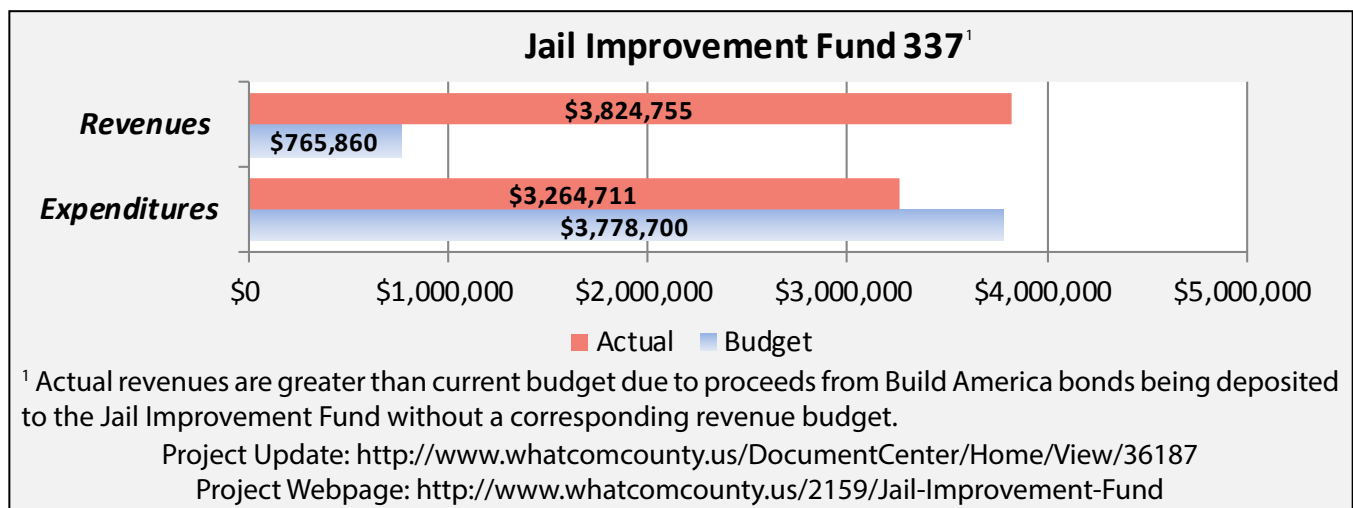 Jail Improvement Fund 337¹
Revenues
$3,824,755
$765,860
Expenditures
$3,264,711
$3,778,700
$0 $1,000,000 $2,000,000 $3,000,000 $4,000,000 $5,000,000
Actual Budget
¹ Actual revenues are greater than current budget due to proceeds from Build America bonds being deposited
to the Jail Improvement Fund without a corresponding revenue budget.
Project Update: http://www.whatcomcounty.us/DocumentCenter/Home/View/36187
Project Webpage: http://www.whatcomcounty.us/2159/Jail-Improvement-Fund